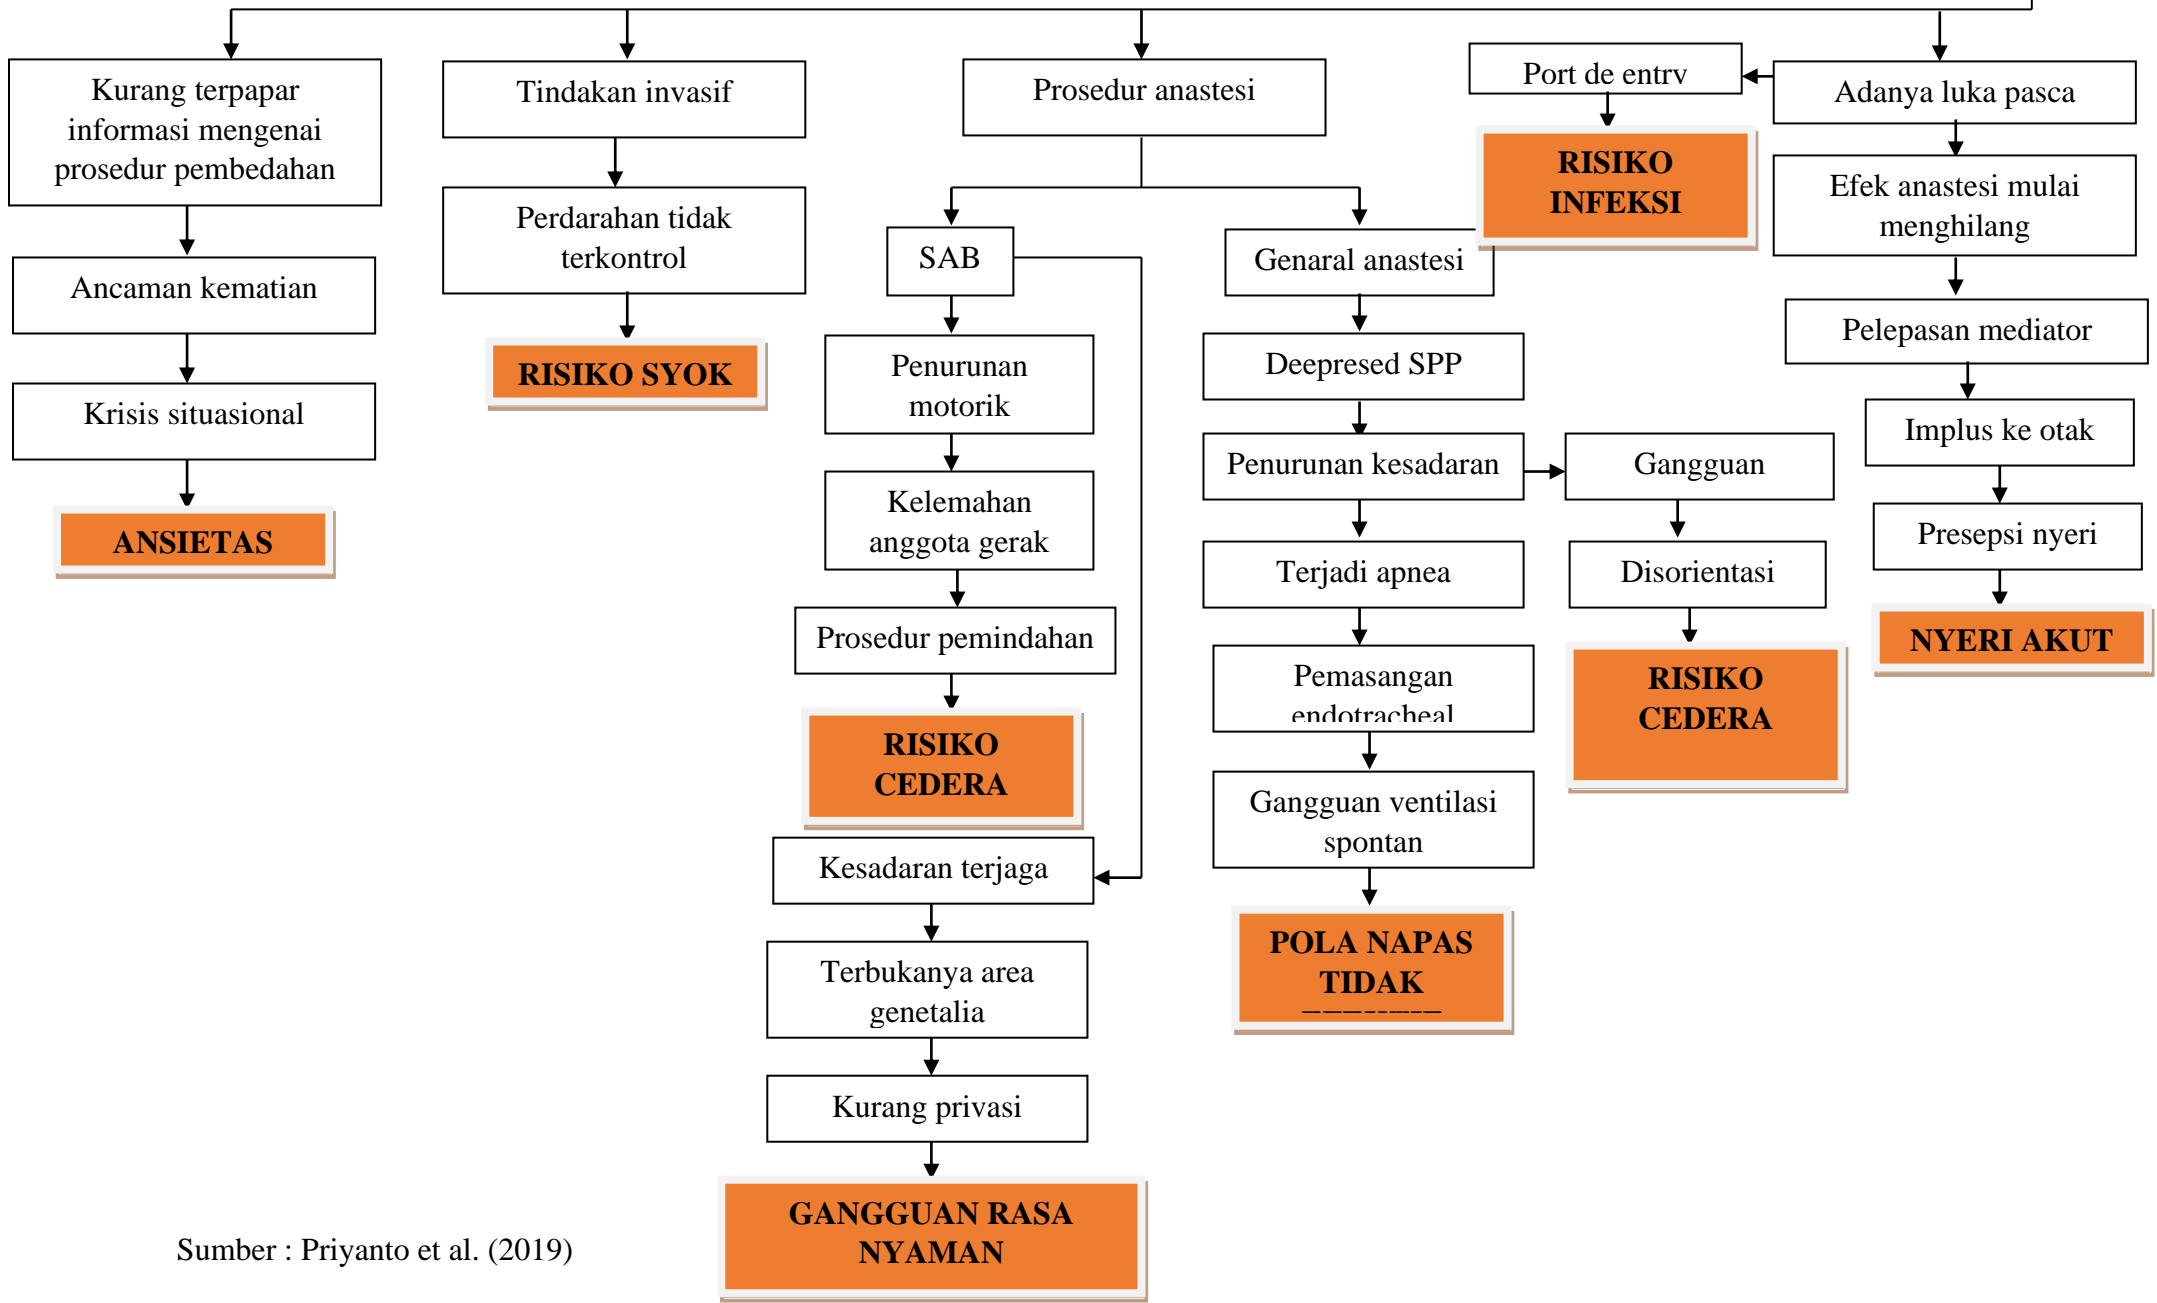 Kurang terpapar
informasi mengenai
prosedur pembedahan
Ancaman kematian
Krisis situasional
ANSIETAS
Tindakan invasif
Perdarahan tidak
terkontrol
RISIKO SYOK
Prosedur anastesi
SAB
Penurunan
motorik
Kelemahan
anggota gerak
Prosedur pemindahan
RISIKO
CEDERA
Kesadaran terjaga
Terbukanya area
genetalia
Kurang privasi
GANGGUAN RASA
NYAMAN
Genaral anastesi
Deepresed SPP
Penurunan kesadaran
Terjadi apnea
Pemasangan
endotracheal
Gangguan ventilasi
spontan
POLA NAPAS
TIDAK
Gangguan
Disorientasi
RISIKO
CEDERA
Port de entry
RISIKO
INFEKSI
Adanya luka pasca
Efek anastesi mulai
menghilang
Pelepasan mediator
Implus ke otak
Presepsi nyeri
NYERI AKUT
Sumber : Priyanto et al. (2019)